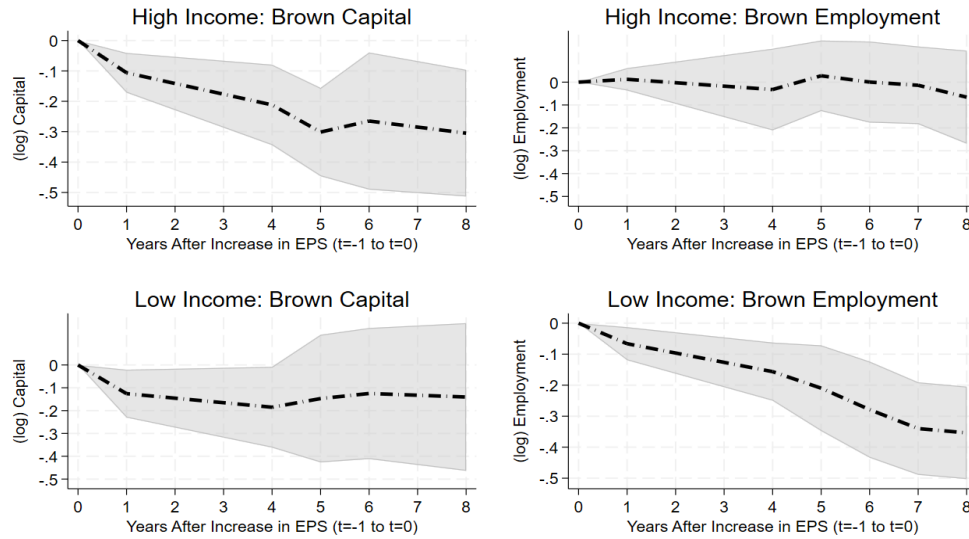 High Income: Brown Capital
(log) Capital
0
-.1
-.2
-.3
-.4
-.5
0 1 2 3 4 5 6 7 8
Years After Increase in EPS (t=-1 to t=0)
High Income: Brown Employment
(log) Employment
0
-.1
-.2
-.3
-.4
-.5
0 1 2 3 4 5 6 7 8
Years After Increase in EPS (t=-1 to t=0)
Low Income: Brown Capital
(log) Capital
0
-.1
-.2
-.3
-.4
-.5
0 1 2 3 4 5 6 7 8
Years After Increase in EPS (t=-1 to t=0)
Low Income: Brown Employment
(log) Employment
0
-.1
-.2
-.3
-.4
-.5
0 1 2 3 4 5 6 7 8
Years After Increase in EPS (t=-1 to t=0)